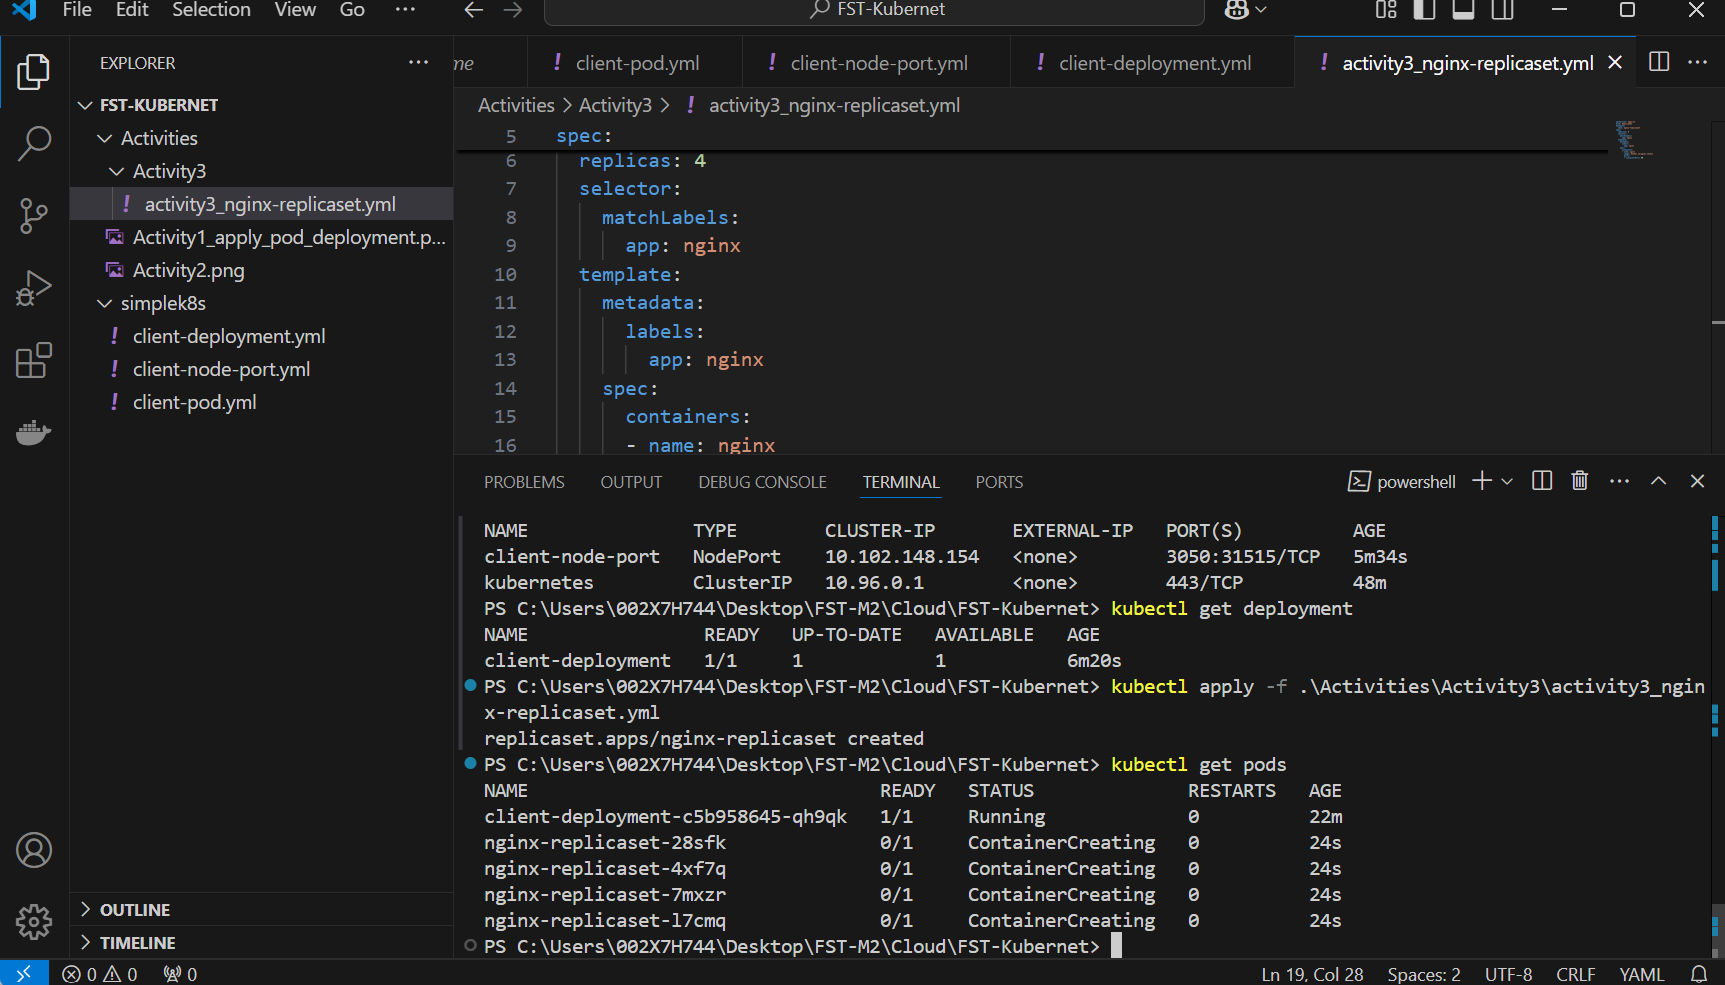 File Edit Selection View Go ···
FST-Kubernet
EXPLORER ···
me
! client-pod.yml
! client-node-port.yml
! client-deployment.yml
! activity3_nginx-replicaset.yml
FST-KUBERNET
Activities
Activity3
! activity3_nginx-replicaset.yml
Activity1_apply_pod_deployment.p...
Activity2.png
simplek8s
! client-deployment.yml
! client-node-port.yml
! client-pod.yml
OUTLINE
TIMELINE
Activities > Activity3 > ! activity3_nginx-replicaset.yml
5 spec:
6 replicas: 4
7 selector:
8 matchLabels:
9 app: nginx
10 template:
11 metadata:
12 labels:
13 app: nginx
14 spec:
15 containers:
16 - name: nginx
PROBLEMS OUTPUT DEBUG CONSOLE TERMINAL PORTS
powershell
NAME TYPE CLUSTER-IP EXTERNAL-IP PORT(S) AGE
client-node-port NodePort 10.102.148.154 <none> 3050:31515/TCP 5m34s
kubernetes ClusterIP 10.96.0.1 <none> 443/TCP 48m
PS C:\Users\002X7H744\Desktop\FST-M2\Cloud\FST-Kubernet> kubectl get deployment
NAME READY UP-TO-DATE AVAILABLE AGE
client-deployment 1/1 1 1 6m20s
PS C:\Users\002X7H744\Desktop\FST-M2\Cloud\FST-Kubernet> kubectl apply -f .\Activities\Activity3\activity3_ngin
x-replicaset.yml
replicaset.apps/nginx-replicaset created
PS C:\Users\002X7H744\Desktop\FST-M2\Cloud\FST-Kubernet> kubectl get pods
NAME READY STATUS RESTARTS AGE
client-deployment-c5b958645-qh9qk 1/1 Running 0 22m
nginx-replicaset-28sfk 0/1 ContainerCreating 0 24s
nginx-replicaset-4xf7q 0/1 ContainerCreating 0 24s
nginx-replicaset-7mxzr 0/1 ContainerCreating 0 24s
nginx-replicaset-l7cmq 0/1 ContainerCreating 0 24s
PS C:\Users\002X7H744\Desktop\FST-M2\Cloud\FST-Kubernet>
0 0 0
Ln 19, Col 28 Spaces: 2 UTF-8 CRLF YAML